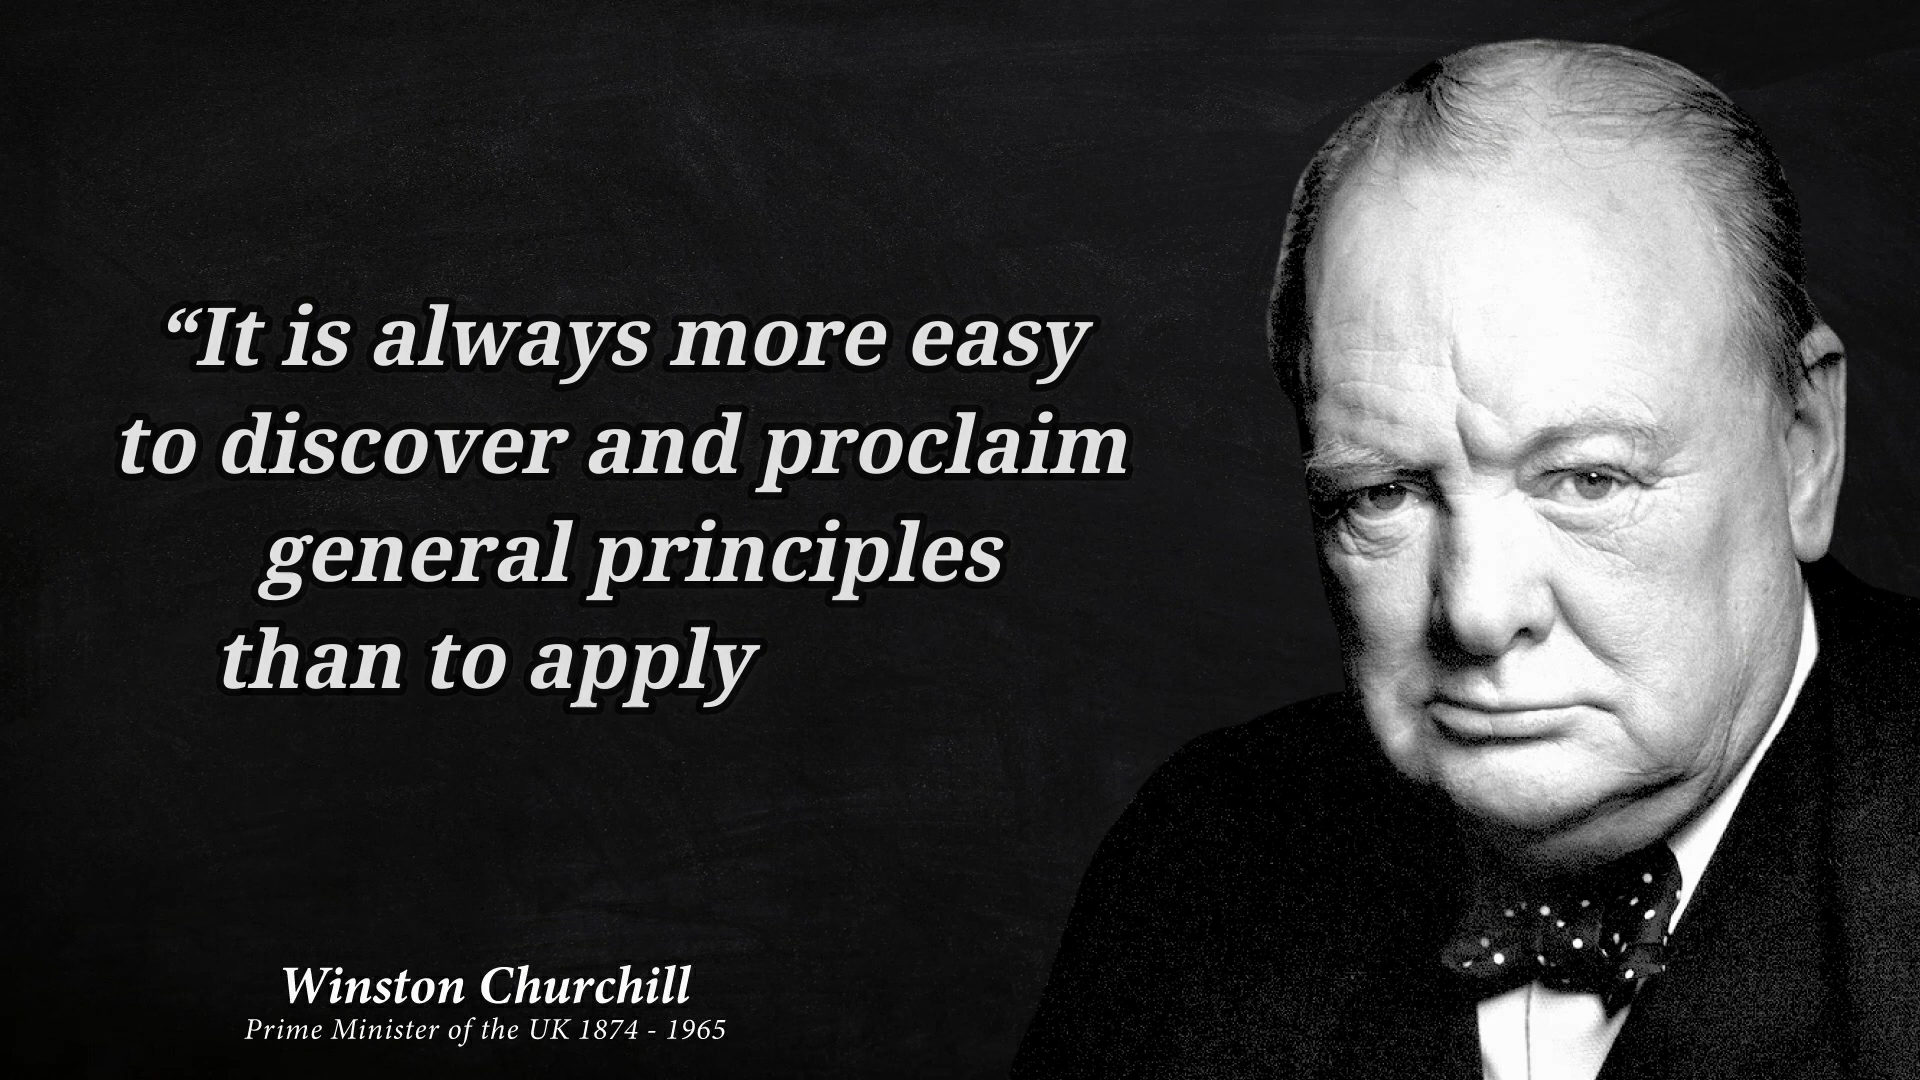 “It is always more easy
to discover and proclaim
general principles
than to apply
Winston Churchill
Prime Minister of the UK 1874 - 1965